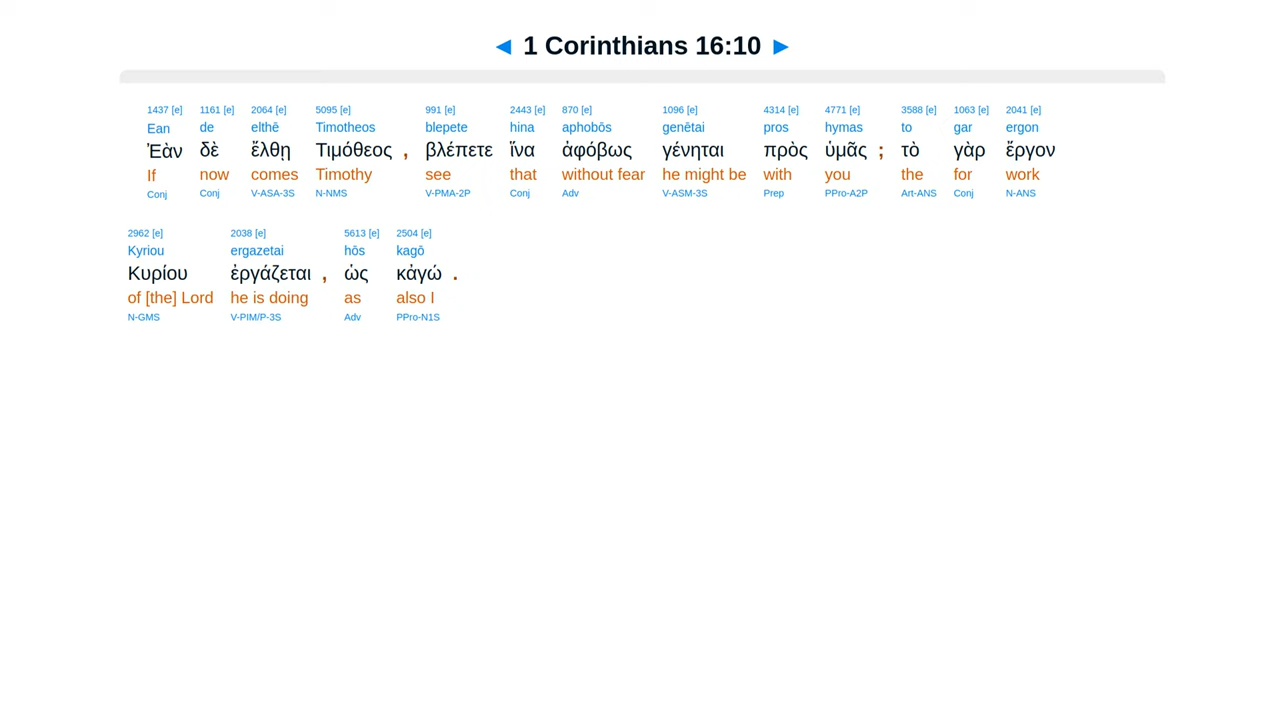 ◄ 1 Corinthians 16:10 ►
1437 [e] 1161 [e] 2064 [e] 5095 [e] 991 [e] 2443 [e] 870 [e] 1096 [e] 4314 [e] 4771 [e] 3588 [e] 1063 [e] 2041 [e]
Ean de elthē Timotheos blepete hina aphobōs genētai pros hymas to gar ergon
Ἐὰν δὲ ἔλθῃ Τιμόθεος , βλέπετε ἵνα ἀφόβως γένηται πρὸς ὑμᾶς ; τὸ γὰρ ἔργον
If now comes Timothy see that without fear he might be with you the for work
Conj Conj V-ASA-3S N-NMS V-PMA-2P Conj Adv V-ASM-3S Prep PPro-A2P Art-ANS Conj N-ANS
2962 [e] 2038 [e] 5613 [e] 2504 [e]
Kyriou ergazetai hōs kagō
Κυρίου ἐργάζεται , ὡς κἀγώ .
of [the] Lord he is doing as also I
N-GMS V-PIM/P-3S Adv PPro-N1S